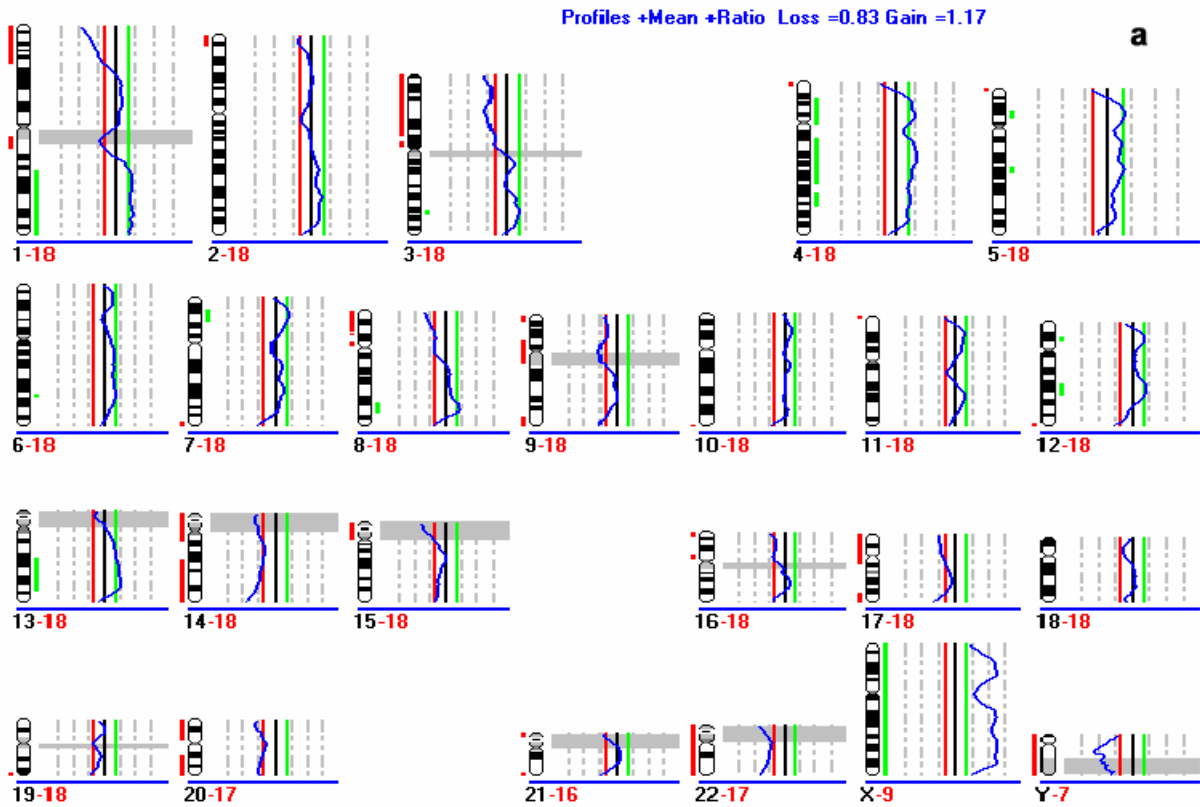 Profiles +Mean +Ratio Loss =0.83 Gain =1.17
a
1-18 2-18 3-18 4-18 5-18
6-18 7-18 8-18 9-18 10-18 11-18 12-18
13-18 14-18 15-18 16-18 17-18 18-18
19-18 20-17 21-16 22-17 X-9 Y-7